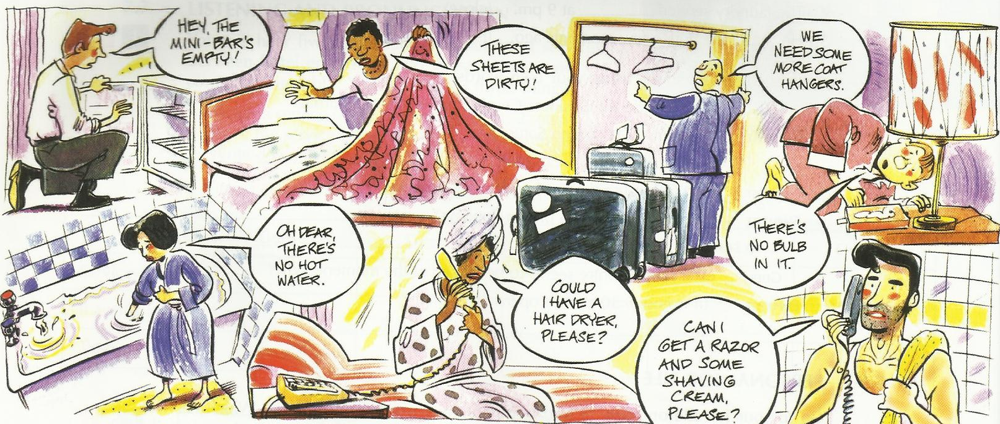 HEY, THE
MINI-BAR'S
EMPTY!
THESE
SHEETS ARE
DIRTY!
WE
NEED SOME
MORE COAT
HANGERS.
THERE'S
NO BULB
IN IT.
OH DEAR,
THERE'S
NO HOT
WATER.
COULD
I HAVE A
HAIR DRYER,
PLEASE?
CAN I
GET A RAZOR
AND SOME
SHAVING
CREAM,
PLEASE?